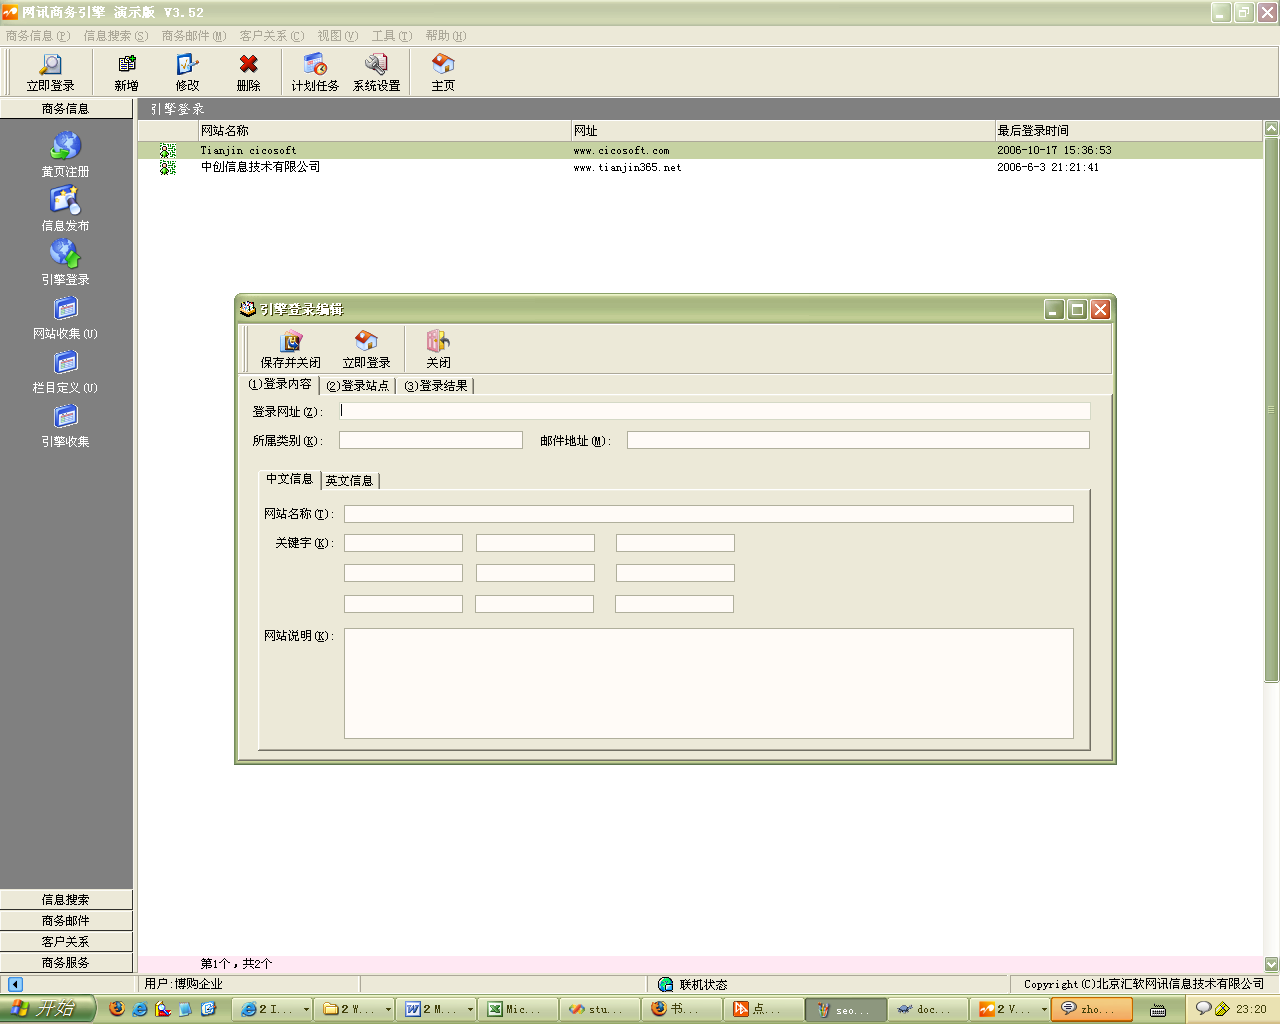 网讯商务引擎 演示版 V3.52
商务信息(P) 信息搜索(S) 商务邮件(M) 客户关系(C) 视图(V) 工具(T) 帮助(H)
立即登录 新增 修改 删除 计划任务 系统设置 主页
商务信息
引擎登录
网站名称 网址 最后登录时间
Tianjin cicosoft www.cicosoft.com 2006-10-17 15:36:53
中创信息技术有限公司 www.tianjin365.net 2006-6-3 21:21:41
黄页注册
信息发布
引擎登录
网站收集(U)
栏目定义(U)
引擎收集
引擎登录编辑
保存并关闭 立即登录 关闭
(1)登录内容 (2)登录站点 (3)登录结果
登录网址(Z):
所属类别(K): 邮件地址(M):
中文信息 英文信息
网站名称(T):
关键字(K):
网站说明(K):
信息搜索
商务邮件
客户关系
商务服务
第1个，共2个
用户:博购企业 联机状态 Copyright(C)北京汇软网讯信息技术有限公司
开始 2 I... 2 W... 2 M... Mic... stu... 书... 点... seo... doc... 2 V... zho... 23:20